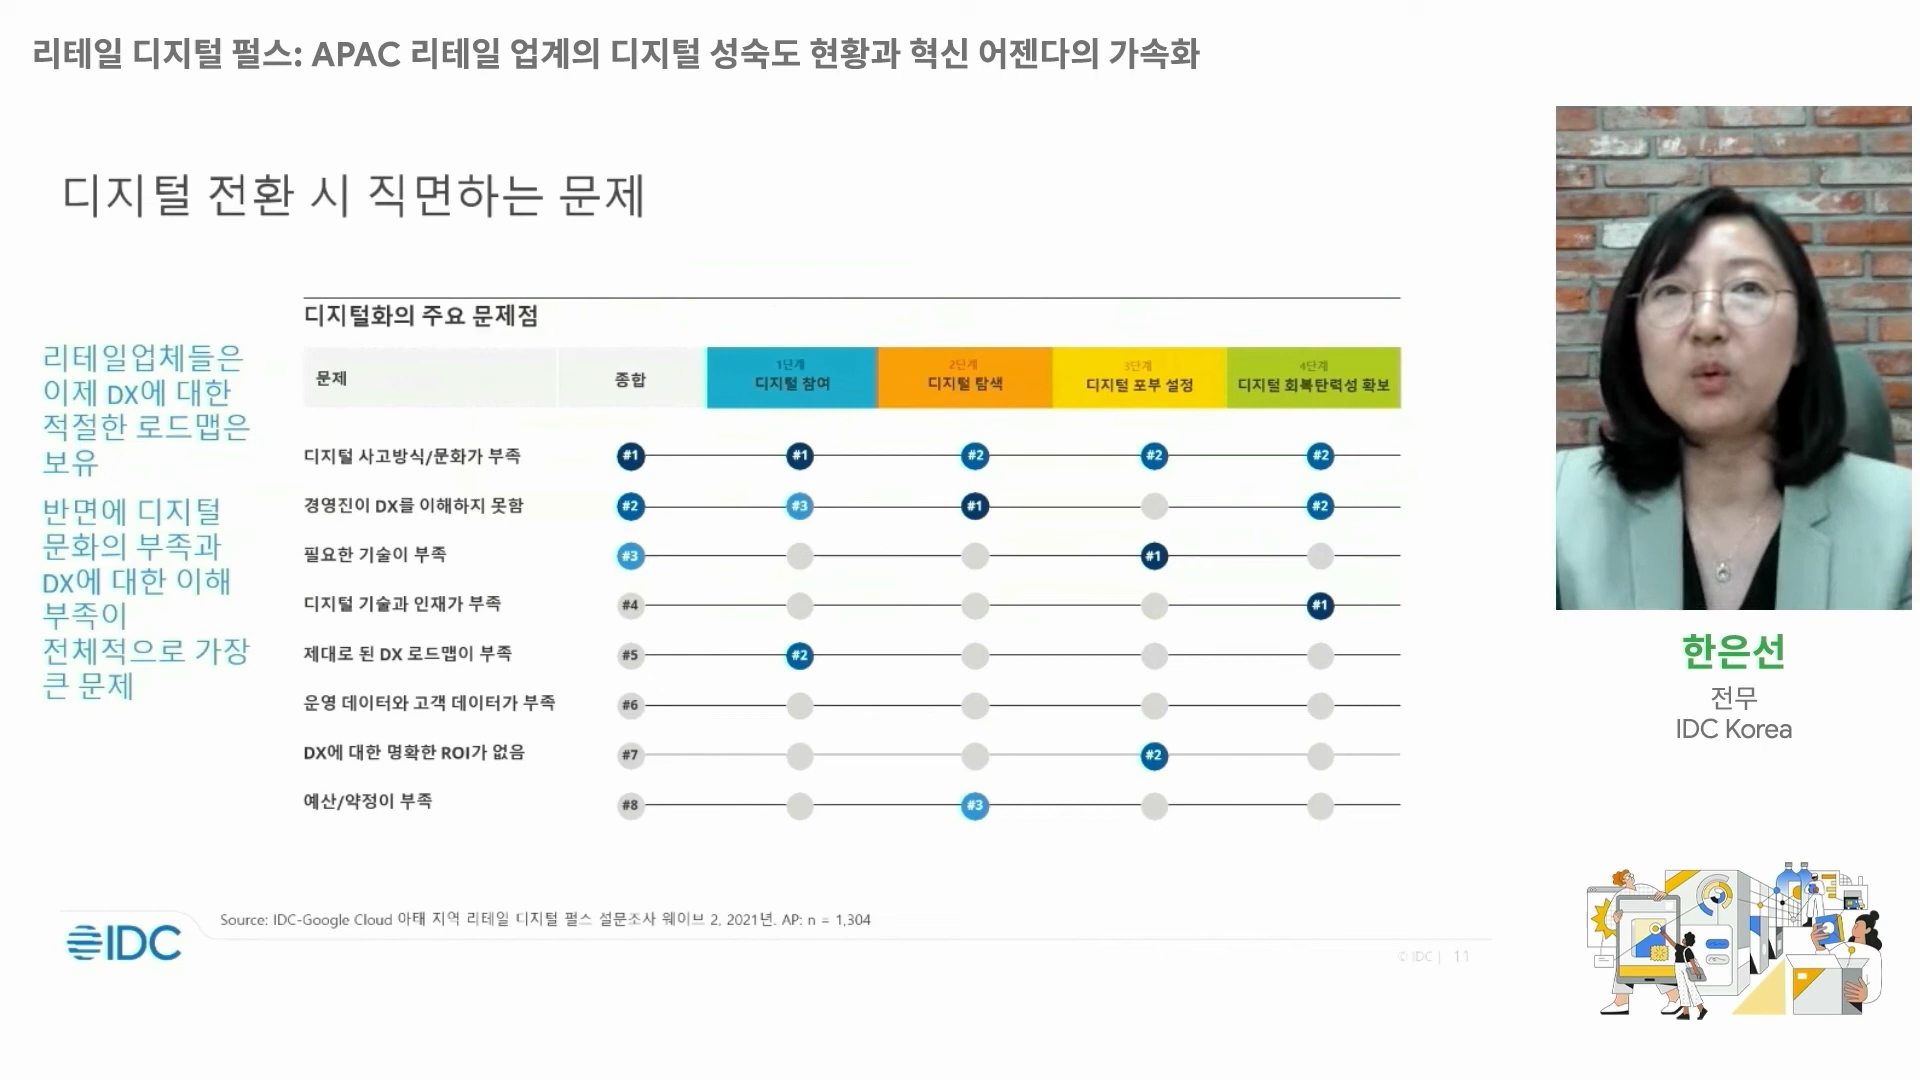 리테일 디지털 펄스: APAC 리테일 업계의 디지털 성숙도 현황과 혁신 어젠다의 가속화
디지털 전환 시 직면하는 문제
리테일업체들은
이제 DX에 대한
적절한 로드맵은
보유
반면에 디지털
문화의 부족과
DX에 대한 이해
부족이
전체적으로 가장
큰 문제
디지털화의 주요 문제점
문제 종합 1단계 디지털 참여 2단계 디지털 탐색 3단계 디지털 포부 설정 4단계 디지털 회복탄력성 확보
디지털 사고방식/문화가 부족 #1 #1 #2 #2 #2
경영진이 DX를 이해하지 못함 #2 #3 #1 #2
필요한 기술이 부족 #3 #1
디지털 기술과 인재가 부족 #4 #1
제대로 된 DX 로드맵이 부족 #5 #2
운영 데이터와 고객 데이터가 부족 #6
DX에 대한 명확한 ROI가 없음 #7 #2
예산/약정이 부족 #8 #3
IDC
Source: IDC-Google Cloud 아태 지역 리테일 디지털 펄스 설문조사 웨이브 2, 2021년. AP: n = 1,304
© IDC | 11
한은선
전무
IDC Korea